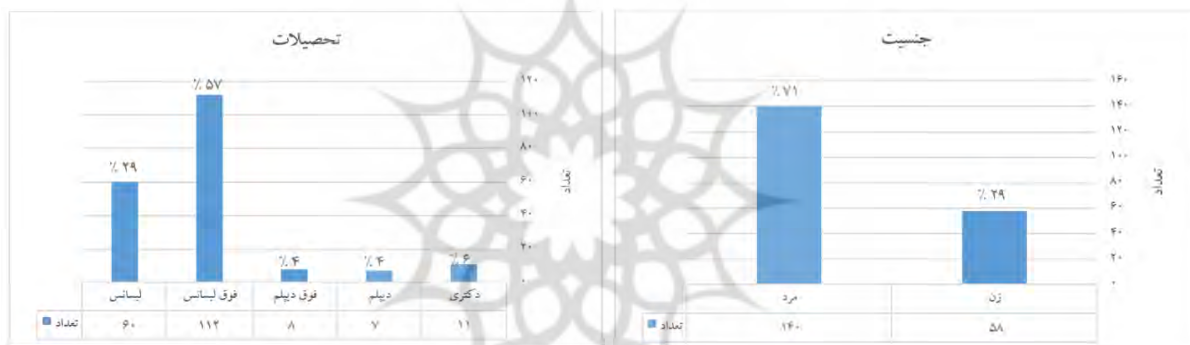 جنسیت
۱۶۰
۱۴۰
۱۲۰
۱۰۰
۸۰
۶۰
۴۰
۲۰
۰
تعداد
٪ ۲۹
٪ ۷۱
زن
مرد
۵۸
۱۴۰
تعداد
تحصیلات
۱۲۰
۱۰۰
۸۰
۶۰
۴۰
۲۰
۰
تعداد
٪ ۶
٪ ۴
٪ ۴
٪ ۵۷
٪ ۲۹
دکتری
دیپلم
فوق دیپلم
فوق لیسانس
لیسانس
۱۱
۷
۸
۱۱۲
۶۰
تعداد